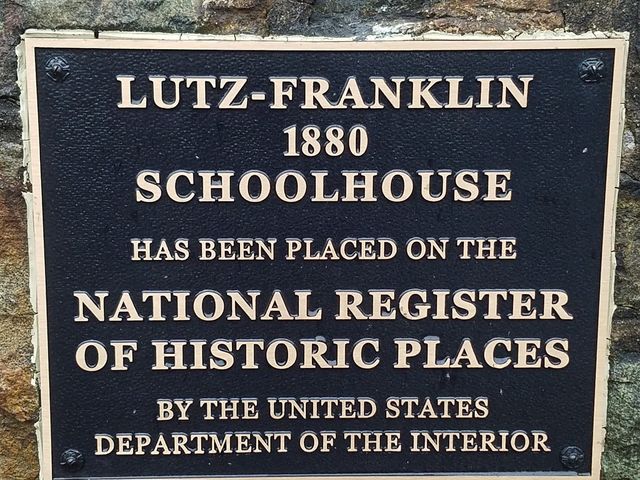 LUTZ-FRANKLIN
1880
SCHOOLHOUSE
HAS BEEN PLACED ON THE
NATIONAL REGISTER
OF HISTORIC PLACES
BY THE UNITED STATES
DEPARTMENT OF THE INTERIOR